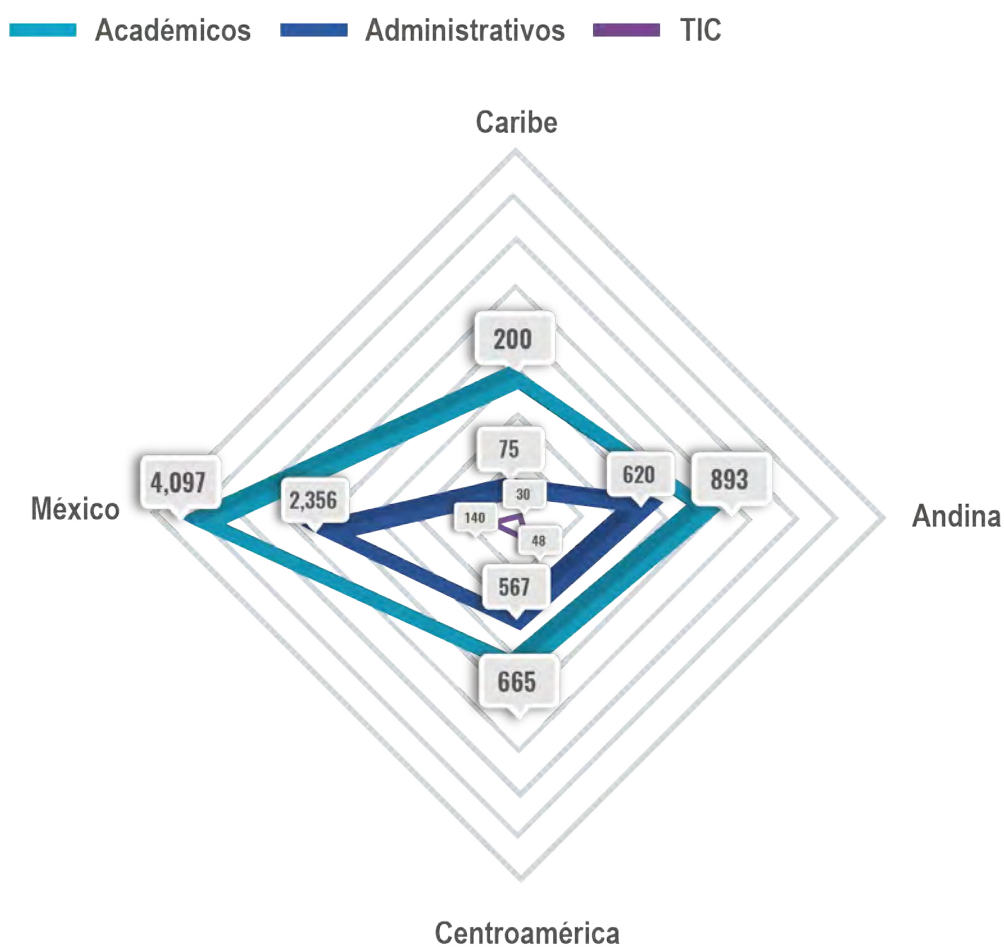 Académicos Administrativos TIC
Caribe
200
75
620
893
4,097
2,356
30
México
140
Andina
48
567
665
Centroamérica